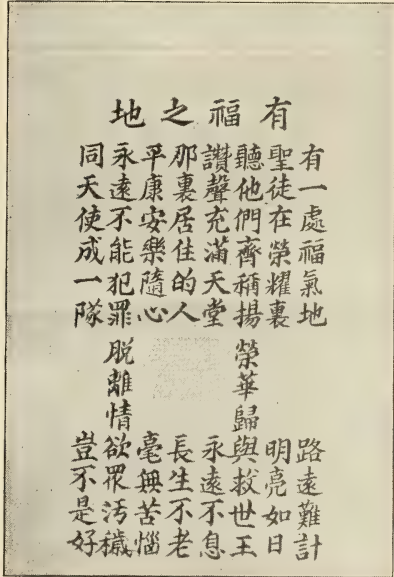 有福之地
有一處福氣地 路遠難計
聖徒在榮耀裏 明亮如日
聽他們齊稱揚 榮華歸與救世王
讚聲充滿天堂 永遠不息
那裏居住的人 長生不老
平康安樂隨心 毫無苦惱
永遠不能犯罪 脫離情欲眾汚穢
同天使成一隊 豈不是好